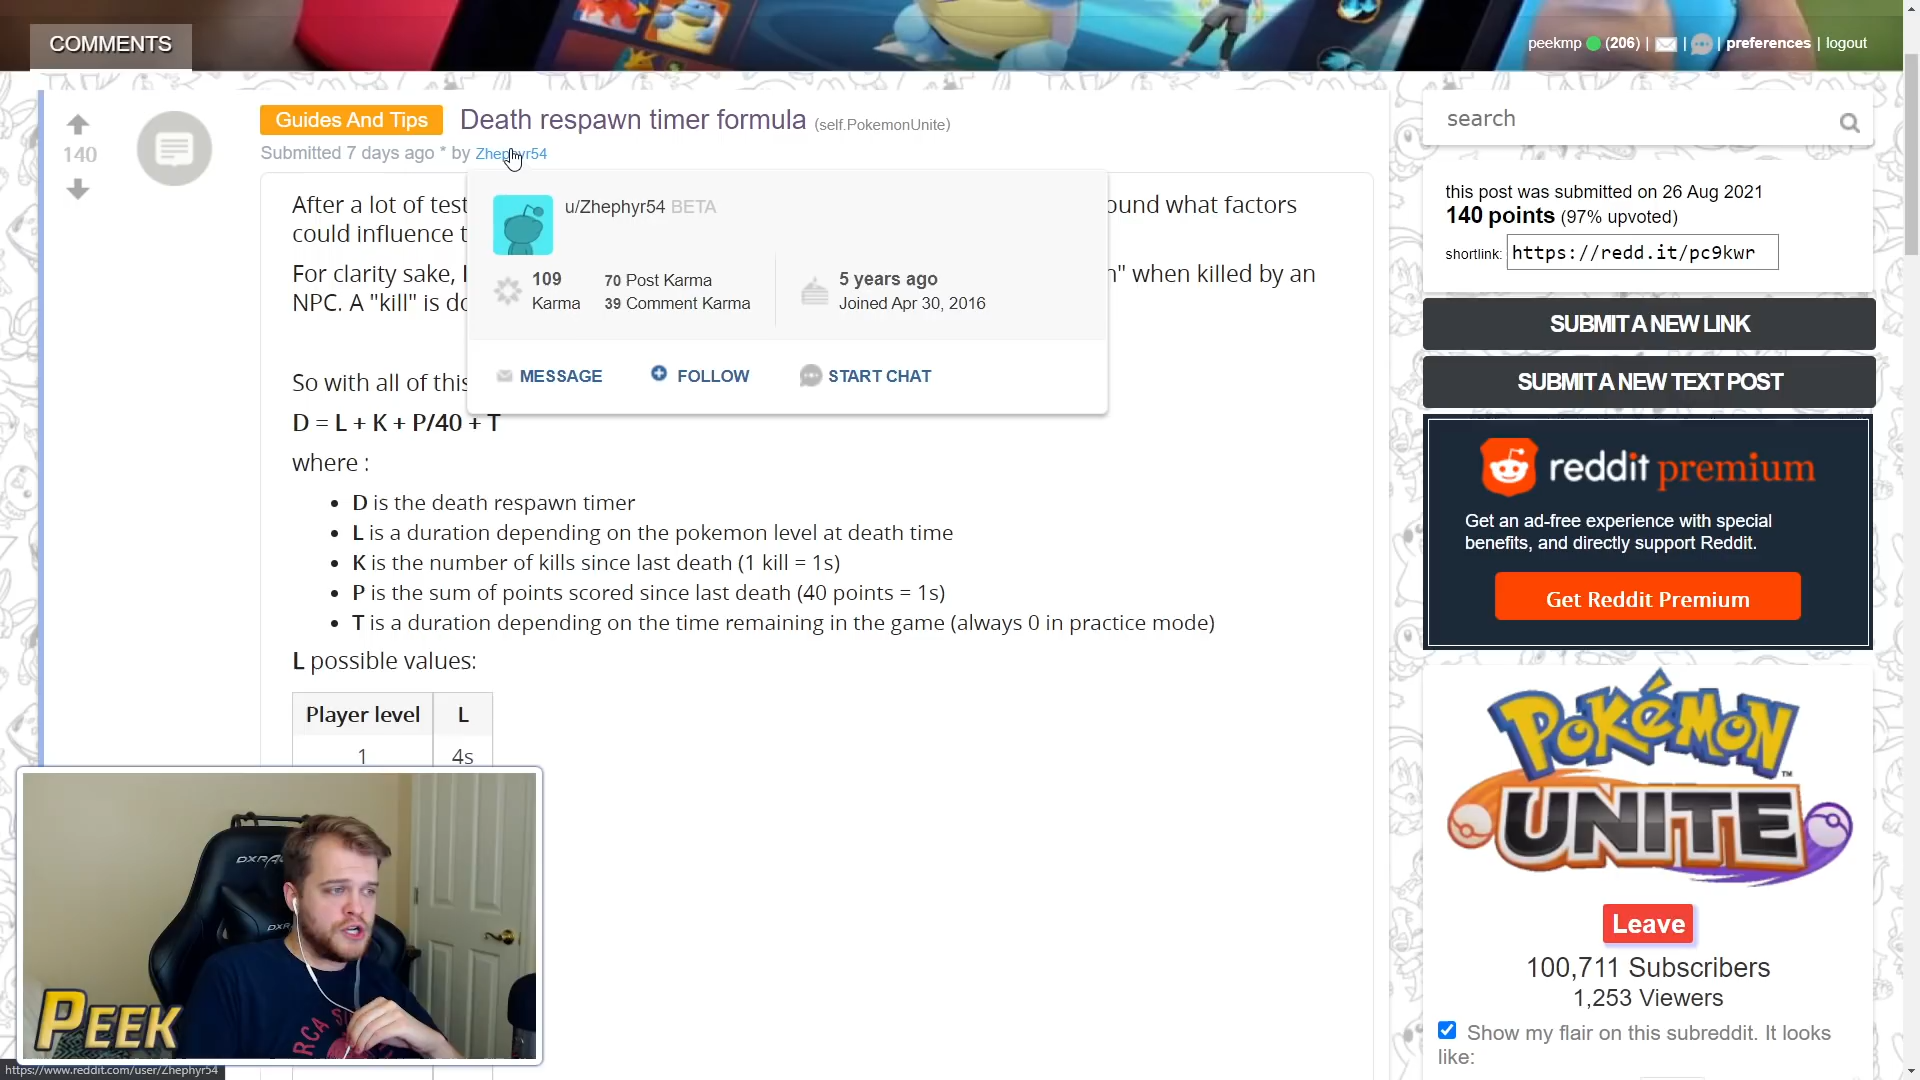 COMMENTS
peekmp (206) | | | preferences | logout
140
Guides And Tips Death respawn timer formula (self.PokemonUnite)
Submitted 7 days ago * by Zhephyr54
After a lot of test
ound what factors
could influence t
For clarity sake, I
n" when killed by an
NPC. A "kill" is do
u/Zhephyr54 BETA
109
Karma
70 Post Karma
39 Comment Karma
5 years ago
Joined Apr 30, 2016
MESSAGE FOLLOW START CHAT
So with all of this
D = L + K + P/40 + T
where :
• D is the death respawn timer
• L is a duration depending on the pokemon level at death time
• K is the number of kills since last death (1 kill = 1s)
• P is the sum of points scored since last death (40 points = 1s)
• T is a duration depending on the time remaining in the game (always 0 in practice mode)
L possible values:
Player level L
1 4s
PEEK
https://www.reddit.com/user/Zhephyr54
search
this post was submitted on 26 Aug 2021
140 points (97% upvoted)
shortlink: https://redd.it/pc9kwr
SUBMIT A NEW LINK
SUBMIT A NEW TEXT POST
reddit premium
Get an ad-free experience with special
benefits, and directly support Reddit.
Get Reddit Premium
POKéMON
UNITE
Leave
100,711 Subscribers
1,253 Viewers
Show my flair on this subreddit. It looks
like: